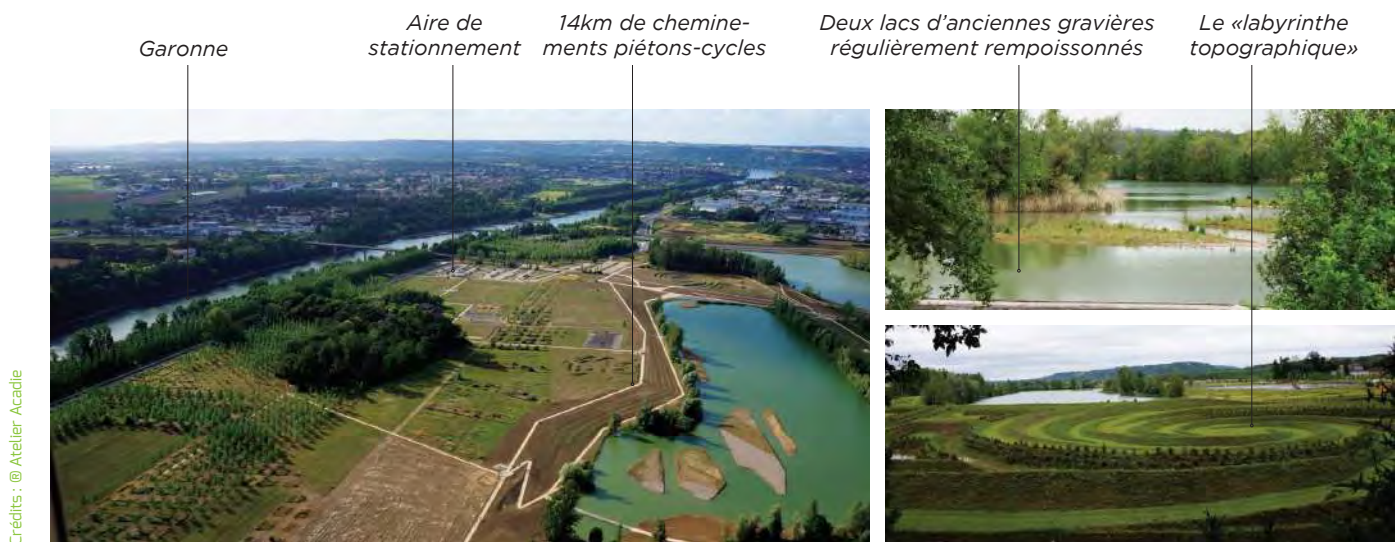 Garonne
Aire de
stationnement
14km de chemine-
ments piétons-cycles
Deux lacs d'anciennes gravières
régulièrement rempoissonnés
Le «labyrinthe
topographique»
Crédits : ® Atelier Acadie